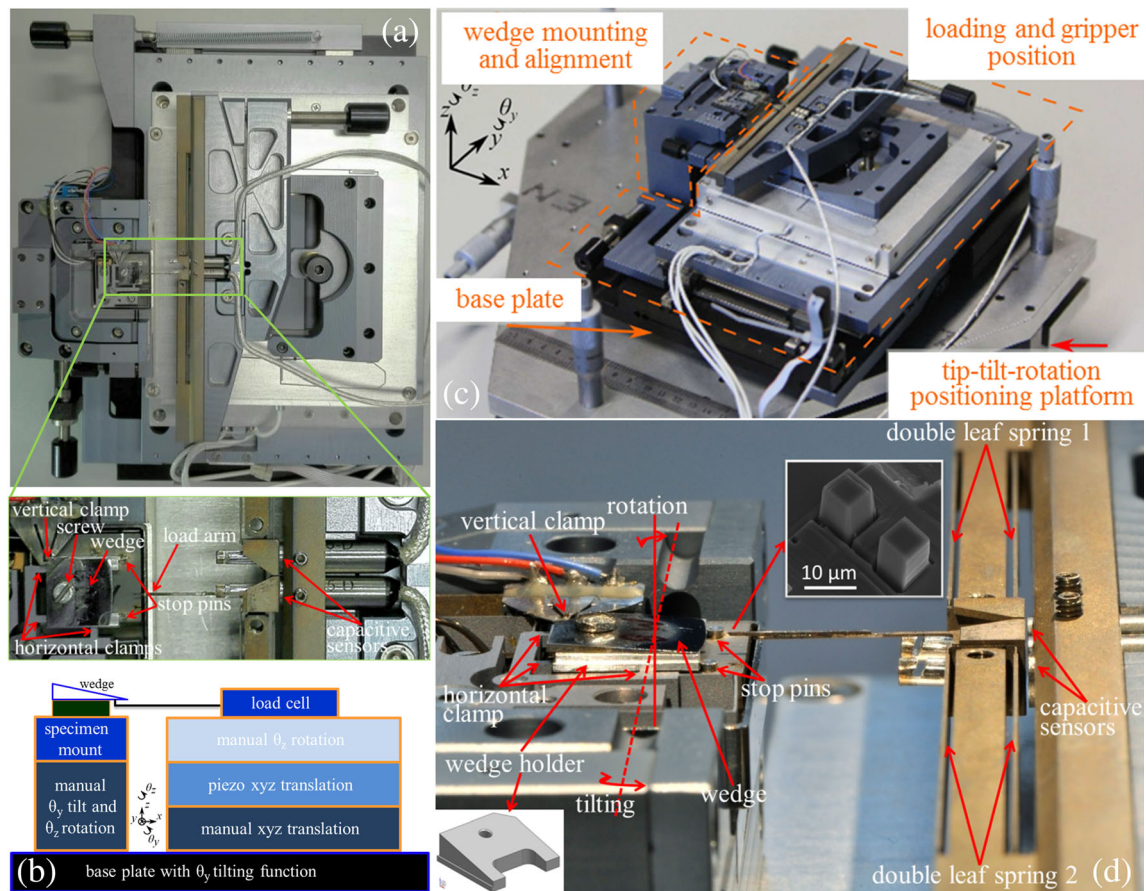 (a)
vertical clamp
screw
wedge
load arm
stop pins
horizontal clamps
capacitive
sensors
wedge
load cell
specimen
mount
manual θz rotation
manual
θy tilt and
θz rotation
piezo xyz translation
manual xyz translation
θz
z
y
x
θy
(b)
base plate with θy tilting function
wedge mounting
and alignment
loading and gripper
position
x
base plate
(c)
tip-tilt-rotation
positioning platform
double leaf spring 1
rotation
vertical clamp
10 µm
horizontal
clamp
stop pins
capacitive
sensors
wedge holder
tilting
wedge
double leaf spring 2
(d)